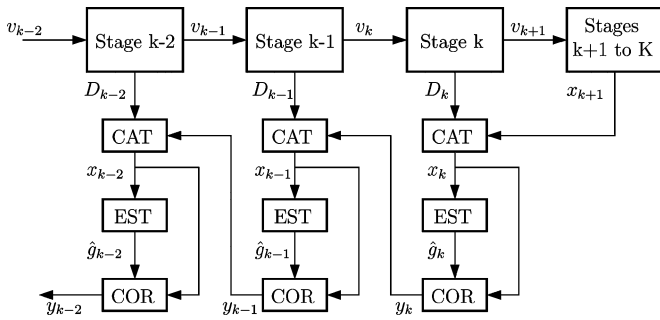 v_{k-2} Stage k-2 v_{k-1} Stage k-1 v_k Stage k v_{k+1} Stages
k+1 to K
D_{k-2} D_{k-1} D_k x_{k+1}
CAT CAT CAT
x_{k-2} x_{k-1} x_k
EST EST EST
ĝ_{k-2} ĝ_{k-1} ĝ_k
COR COR COR
y_{k-2} y_{k-1} y_k